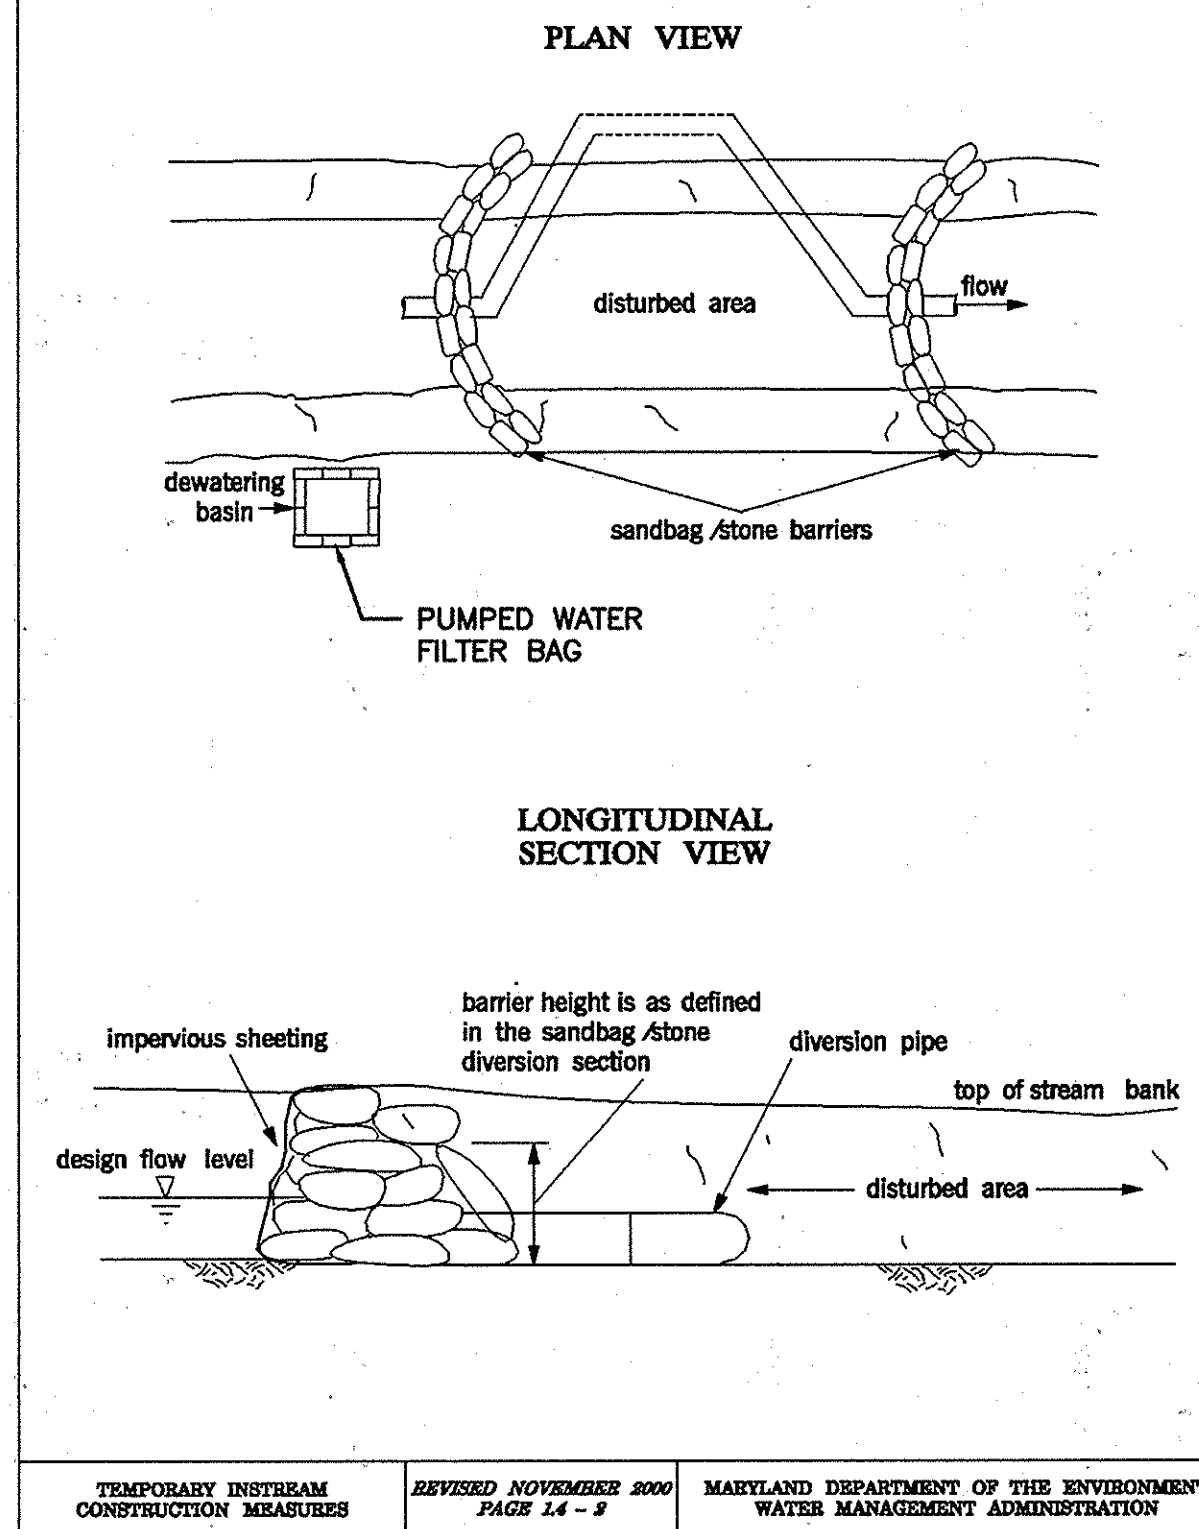 PLAN VIEW
flow
disturbed area
dewatering
basin
sandbag/stone barriers
PUMPED WATER
FILTER BAG
LONGITUDINAL
SECTION VIEW
barrier height is as defined
in the sandbag/stone
diversion section
impervious sheeting
diversion pipe
top of stream bank
design flow level
disturbed area
TEMPORARY INSTREAM
CONSTRUCTION MEASURES
REVISED NOVEMBER 2000
PAGE 1.4 - 2
MARYLAND DEPARTMENT OF THE ENVIRONMENT
WATER MANAGEMENT ADMINISTRATION